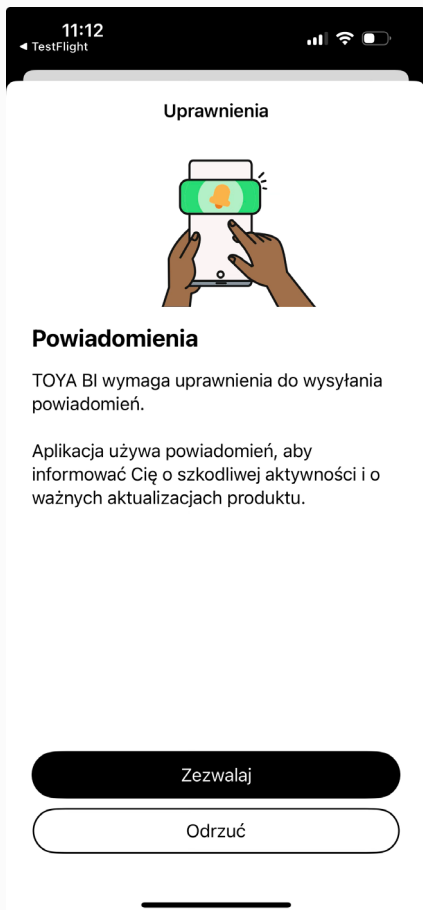 11:12
◀ TestFlight
Uprawnienia
Powiadomienia
TOYA BI wymaga uprawnienia do wysyłania
powiadomień.
Aplikacja używa powiadomień, aby
informować Cię o szkodliwej aktywności i o
ważnych aktualizacjach produktu.
Zezwalaj
Odrzuć